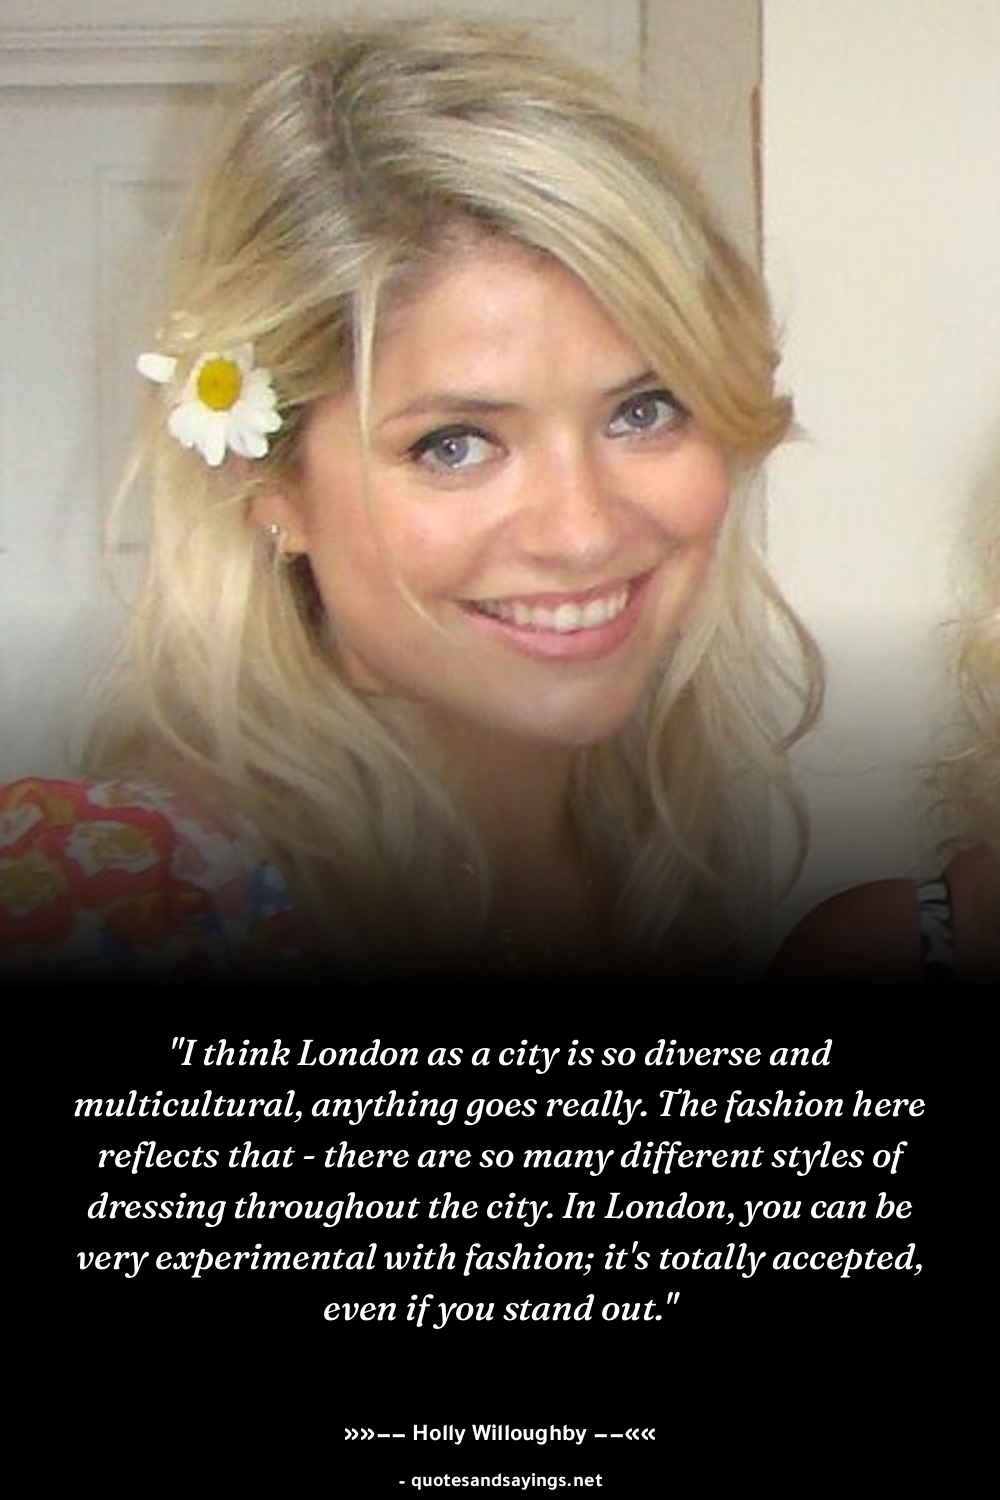 "I think London as a city is so diverse and
multicultural, anything goes really. The fashion here
reflects that - there are so many different styles of
dressing throughout the city. In London, you can be
very experimental with fashion; it's totally accepted,
even if you stand out."
»»–– Holly Willoughby ––««
- quotesandsayings.net